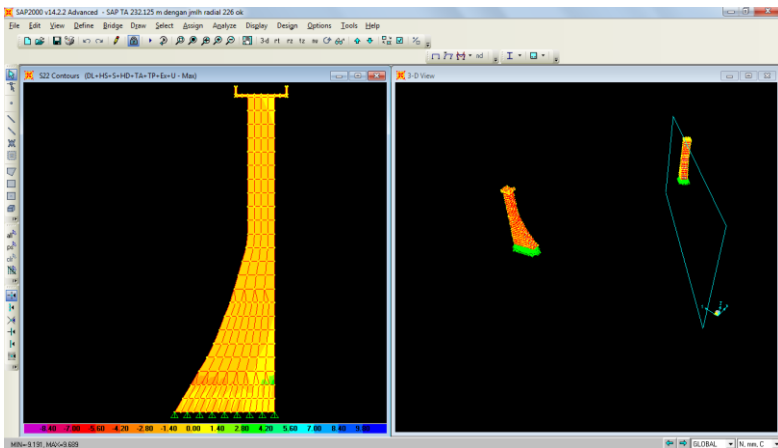 SAP2000 v14.2.2 Advanced - SAP TA 232.125 m dengan jmlh radial 226 ok
File Edit View Define Bridge Draw Select Assign Analyze Display Design Options Tools Help
3-d
nd
S22 Contours (DL+HS+S+HD+TA+TP+Es+U - Max)
3-D View
-8.40 -7.00 -5.60 -4.20 -2.80 -1.40 0.00 1.40 2.80 4.20 5.60 7.00 8.40 9.80
MIN=-9.191, MAX=9.689
GLOBAL
N, mm, C